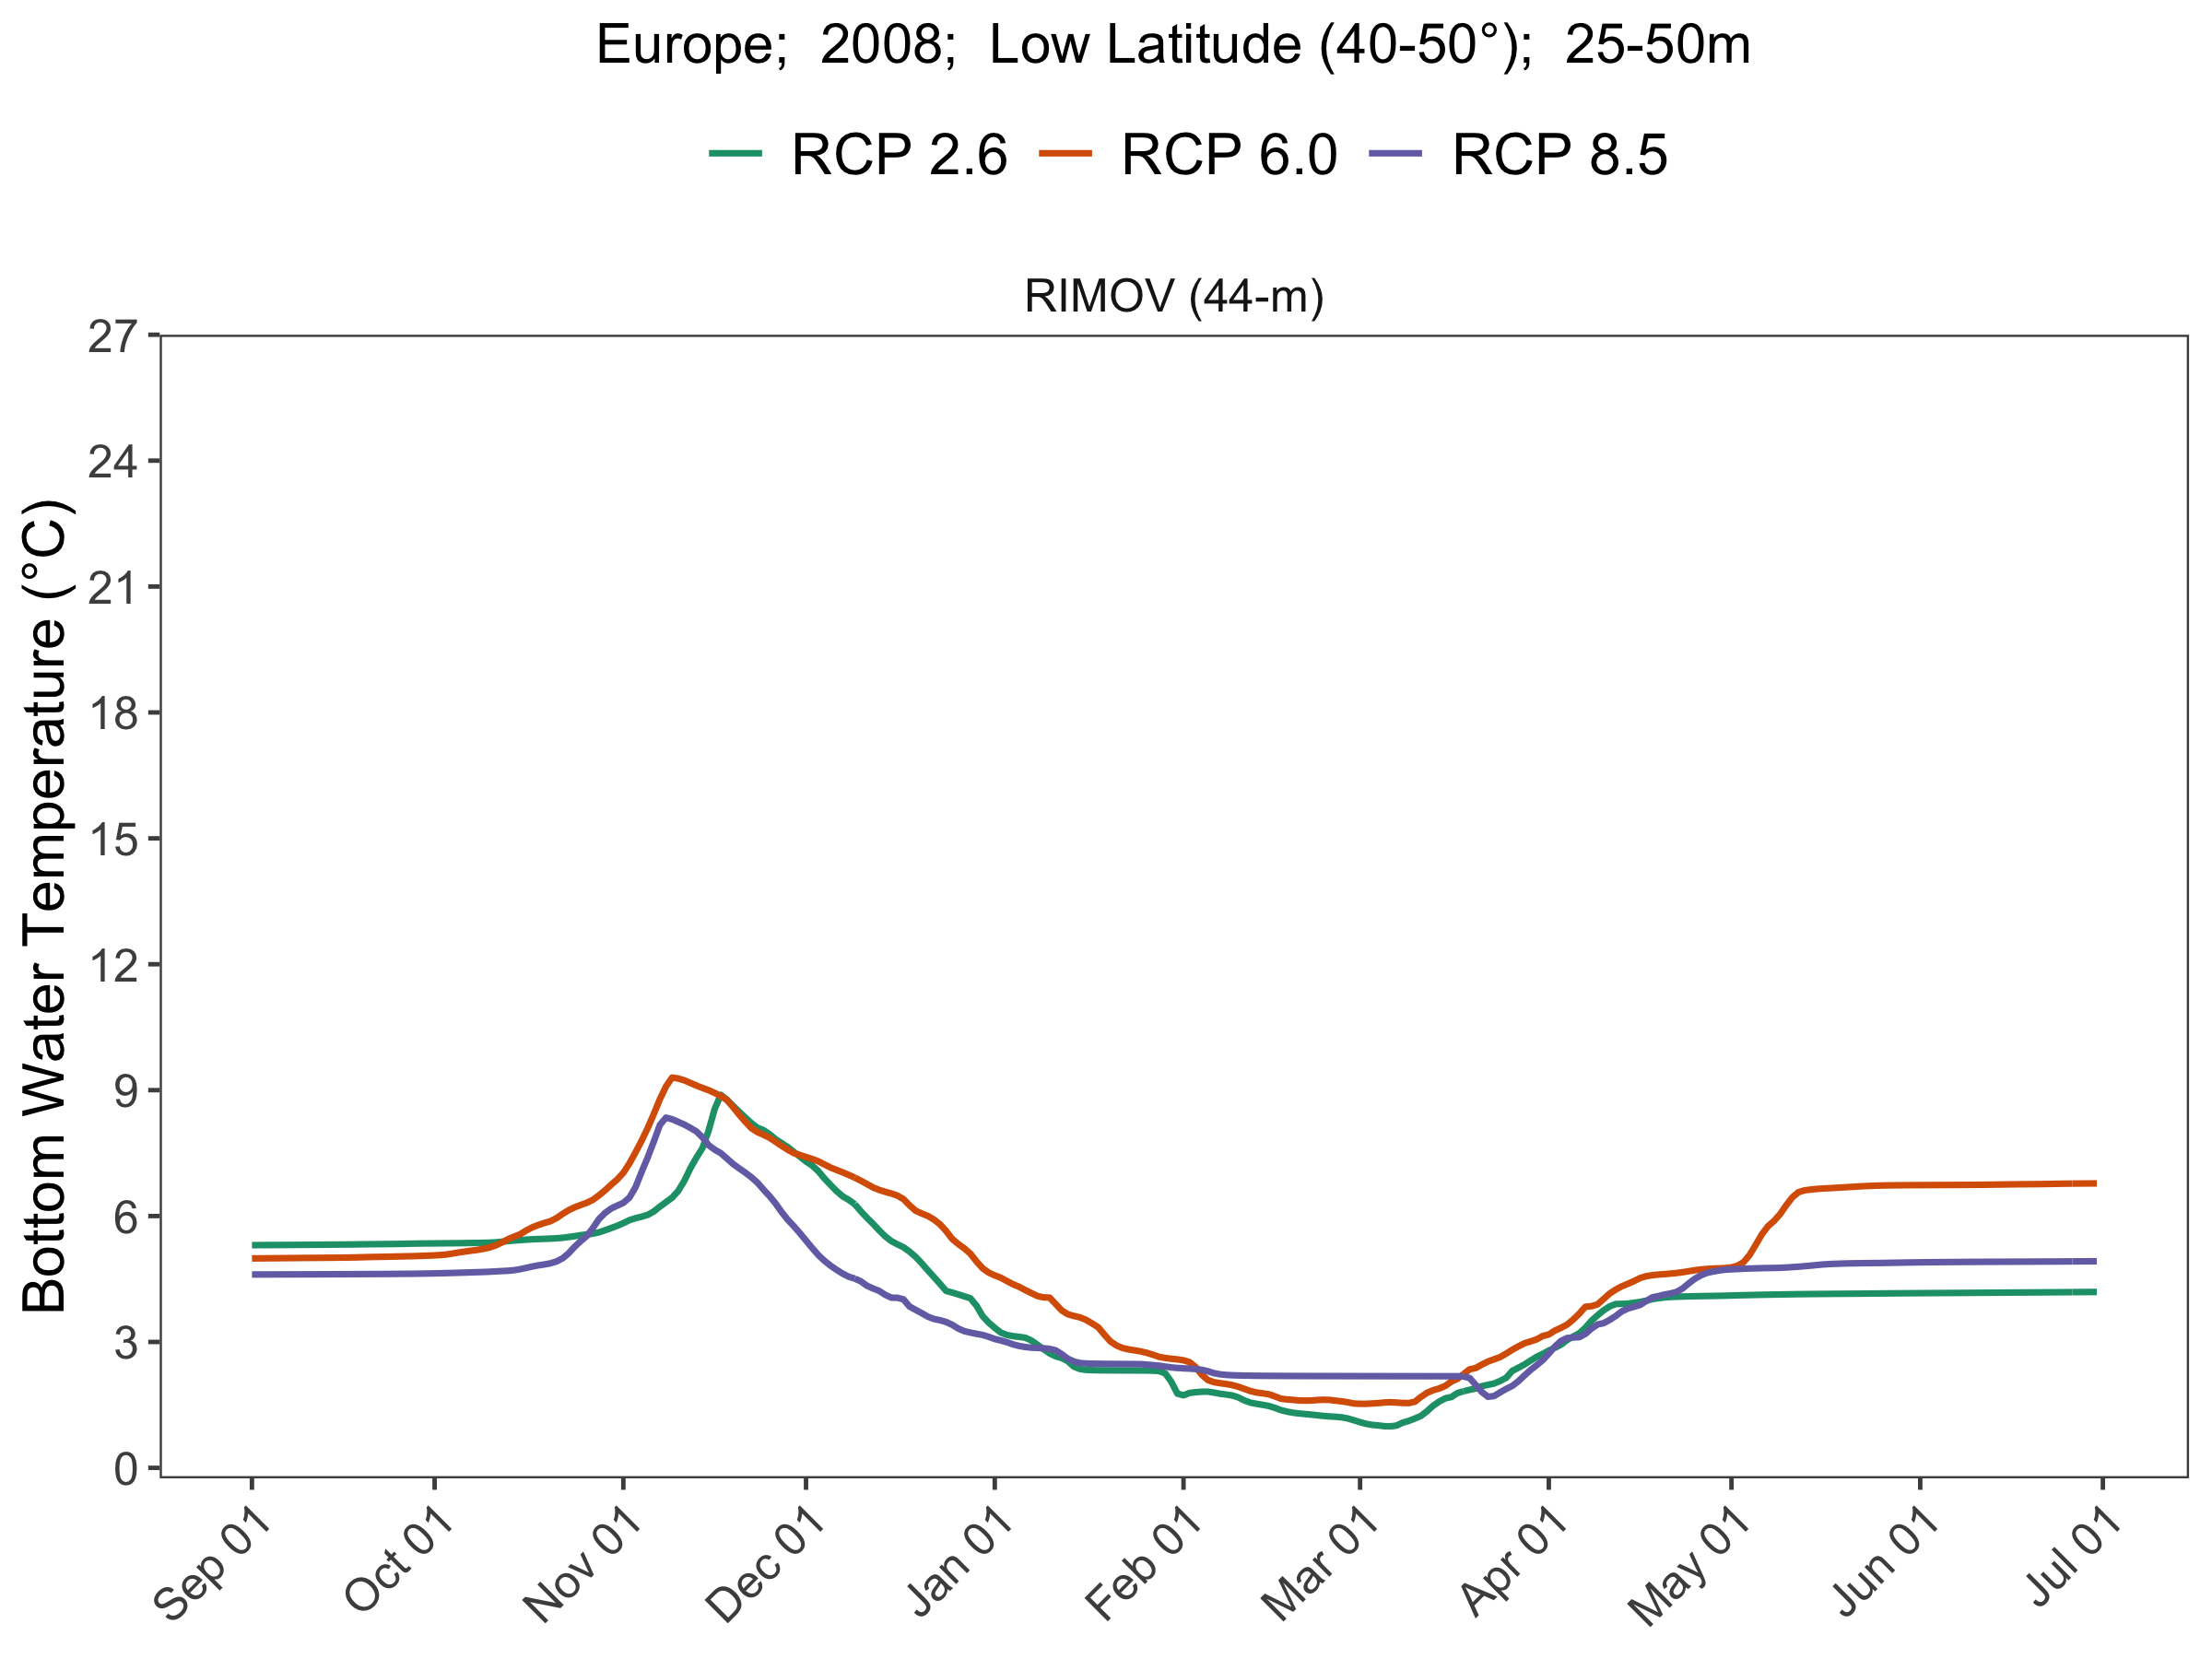 Europe;  2008;  Low Latitude (40-50°);  25-50m
RCP 2.6 RCP 6.0 RCP 8.5
RIMOV (44-m)
Bottom Water Temperature (°C)
27
24
21
18
15
12
9
6
3
0
Sep 01 Oct 01 Nov 01 Dec 01 Jan 01 Feb 01 Mar 01 Apr 01 May 01 Jun 01 Jul 01